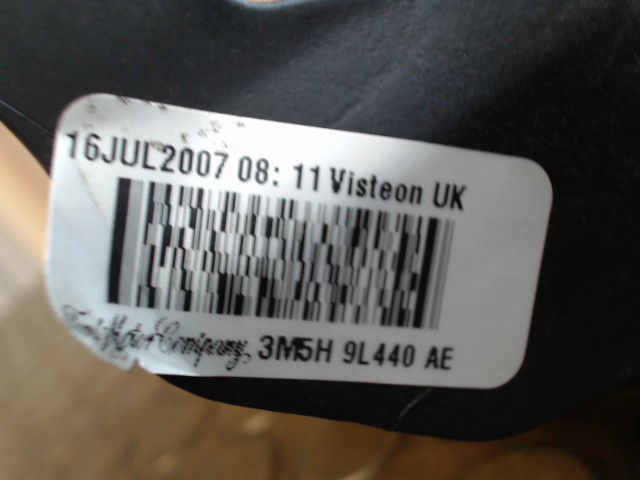 16JUL2007 08: 11 Visteon UK
Ford Motor Company, 3M5H 9L440 AE